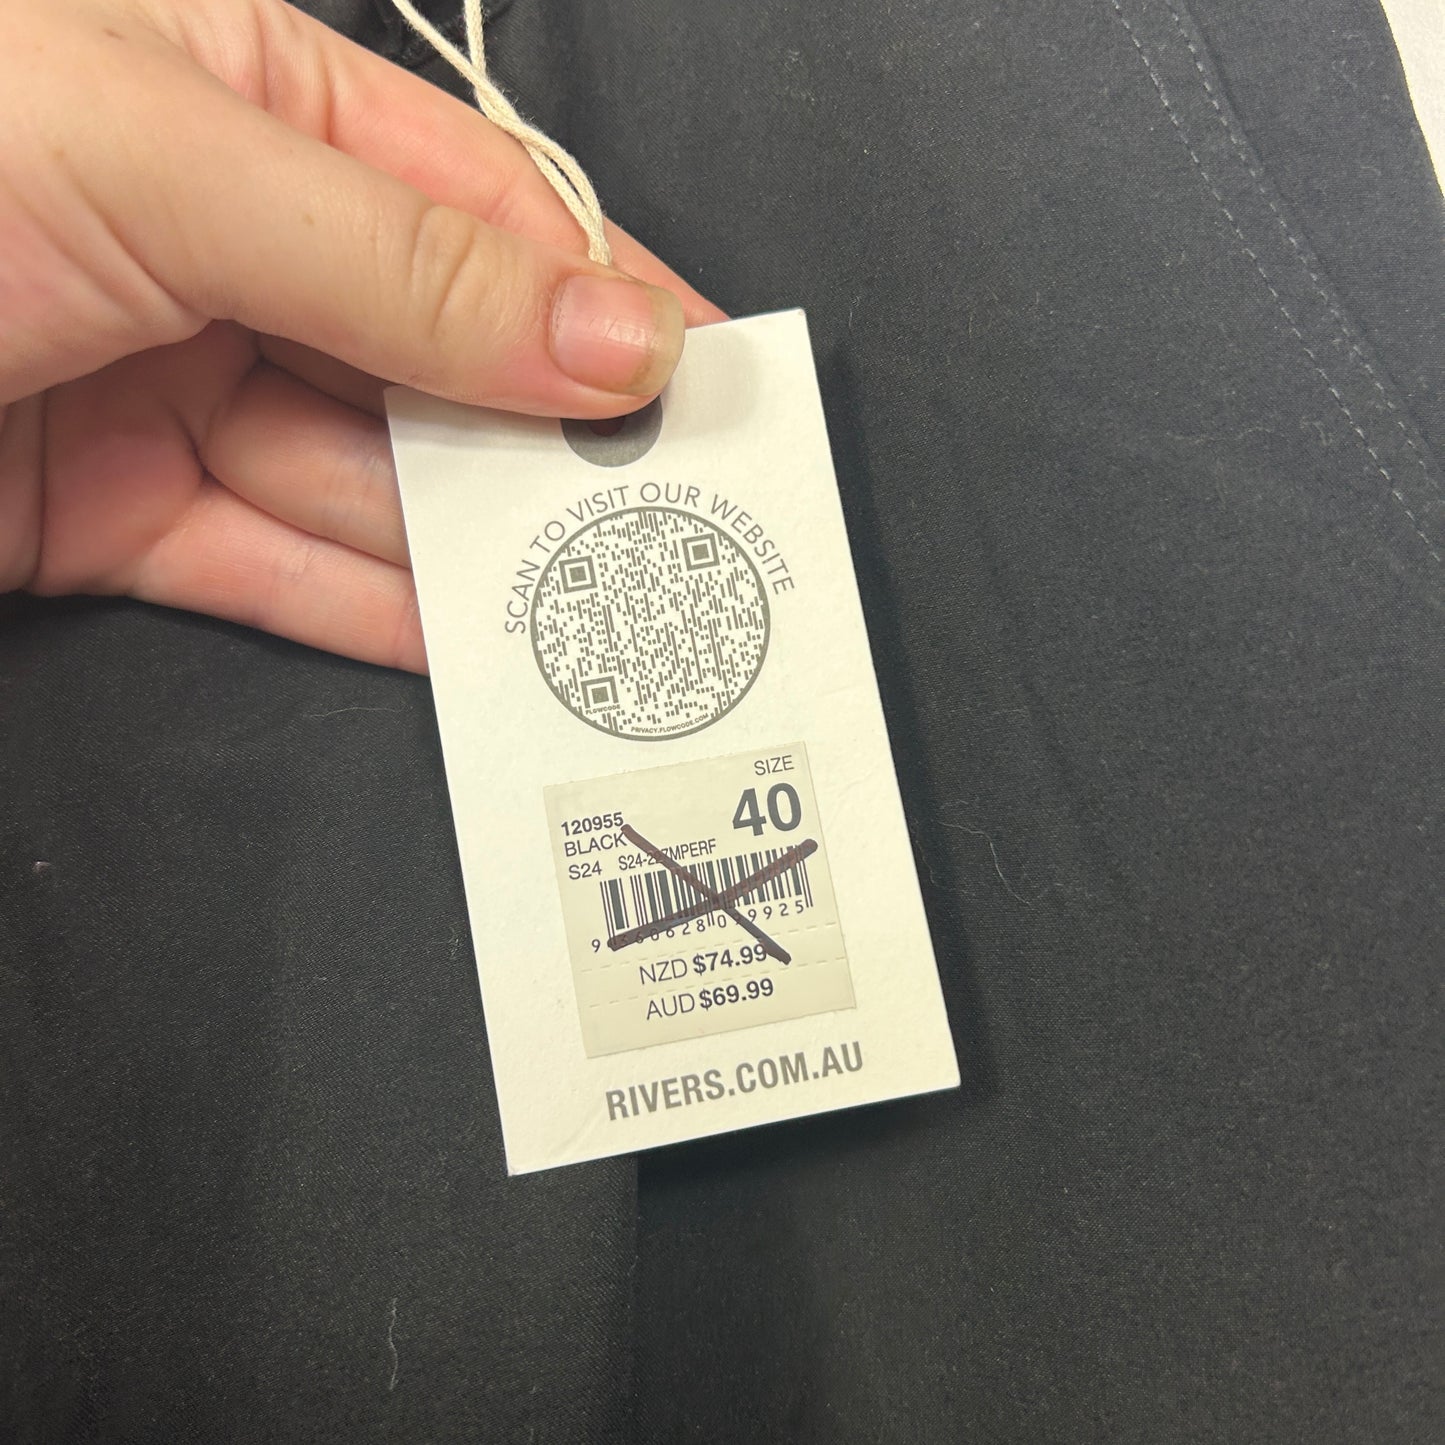 SCAN TO VISIT OUR WEBSITE
FLOWCODE
PRIVACY.FLOWCODE.COM
SIZE
40
120955
BLACK
S24
NZD $74.99
AUD $69.99
RIVERS.COM.AU